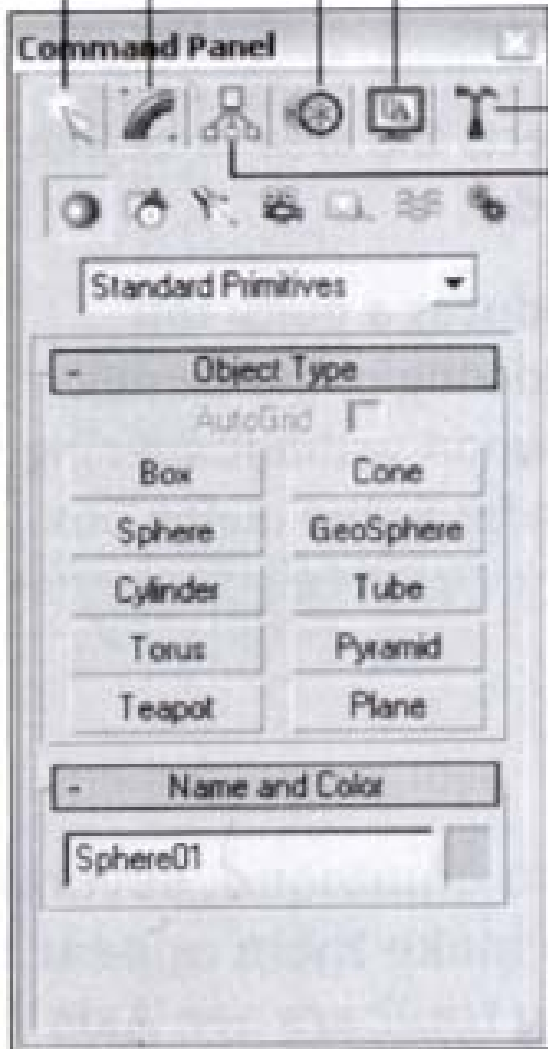 Command Panel
Standard Primitives
- Object Type
AutoGrid
Box Cone
Sphere GeoSphere
Cylinder Tube
Torus Pyramid
Teapot Plane
- Name and Color
Sphere01